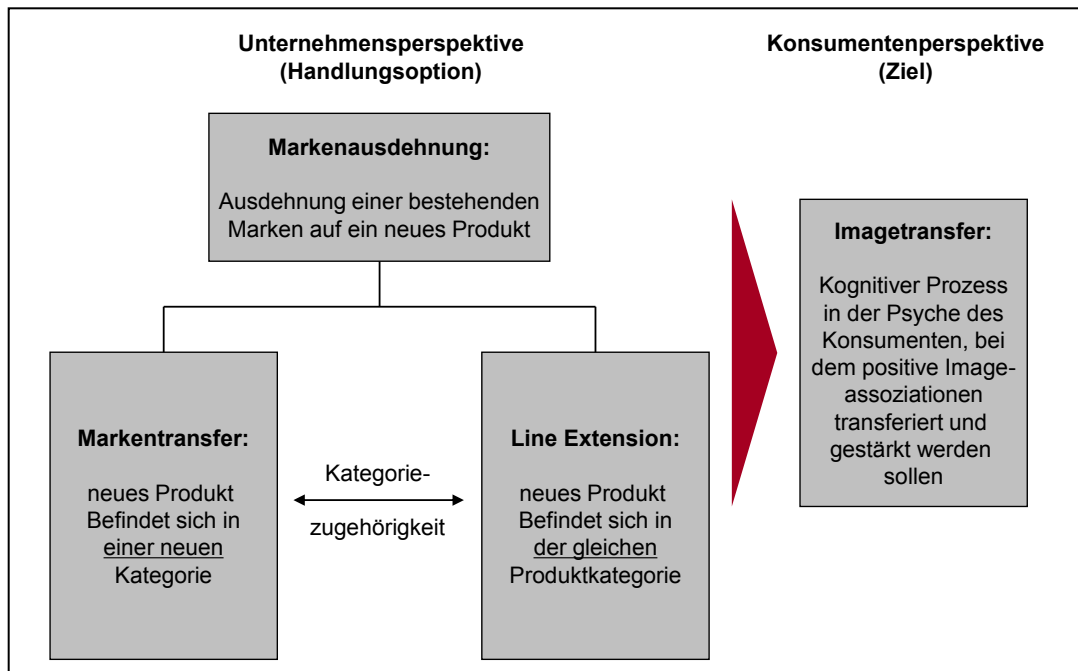 Unternehmensperspektive
(Handlungsoption)
Konsumentenperspektive
(Ziel)
Markenausdehnung:
Ausdehnung einer bestehenden
Marken auf ein neues Produkt
Markentransfer:
neues Produkt
Befindet sich in
einer neuen
Kategorie
Kategorie-
zugehörigkeit
Line Extension:
neues Produkt
Befindet sich in
der gleichen
Produktkategorie
Imagetransfer:
Kognitiver Prozess
in der Psyche des
Konsumenten, bei
dem positive Image-
assoziationen
transferiert und
gestärkt werden
sollen